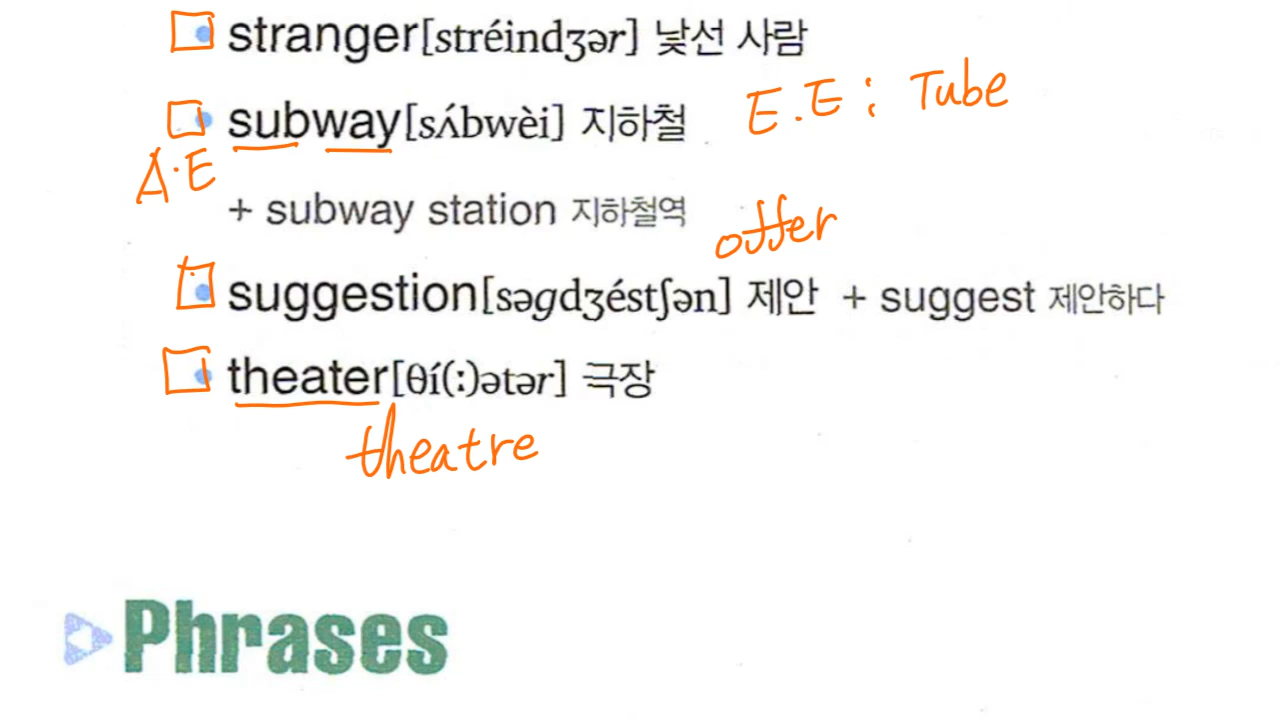 stranger[stréindʒər] 낯선 사람
subway[sʌ́bwèi] 지하철 E.E : Tube
A.E
+ subway station 지하철역
offer
suggestion[səgdʒéstʃən] 제안 + suggest 제안하다
theater[θí(:)ətər] 극장
theatre
Phrases